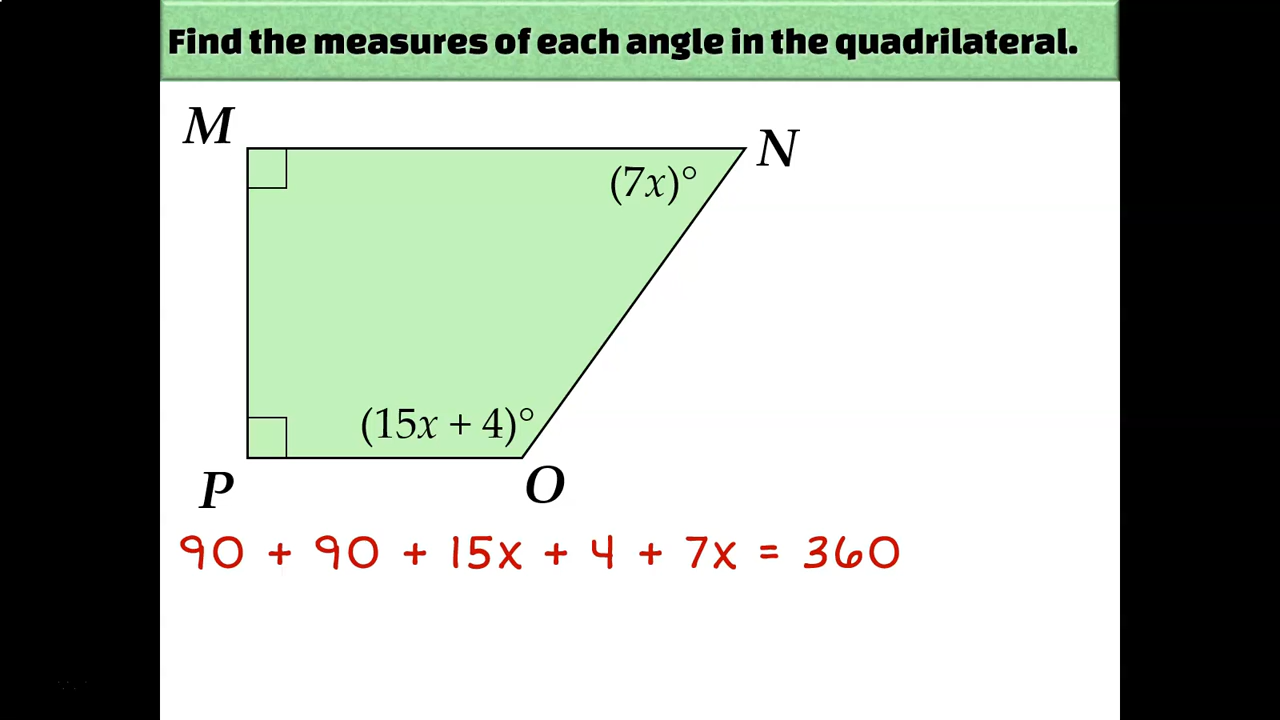 Find the measures of each angle in the quadrilateral.
M
N
(7x)°
(15x + 4)°
P
O
90 + 90 + 15x + 4 + 7x = 360